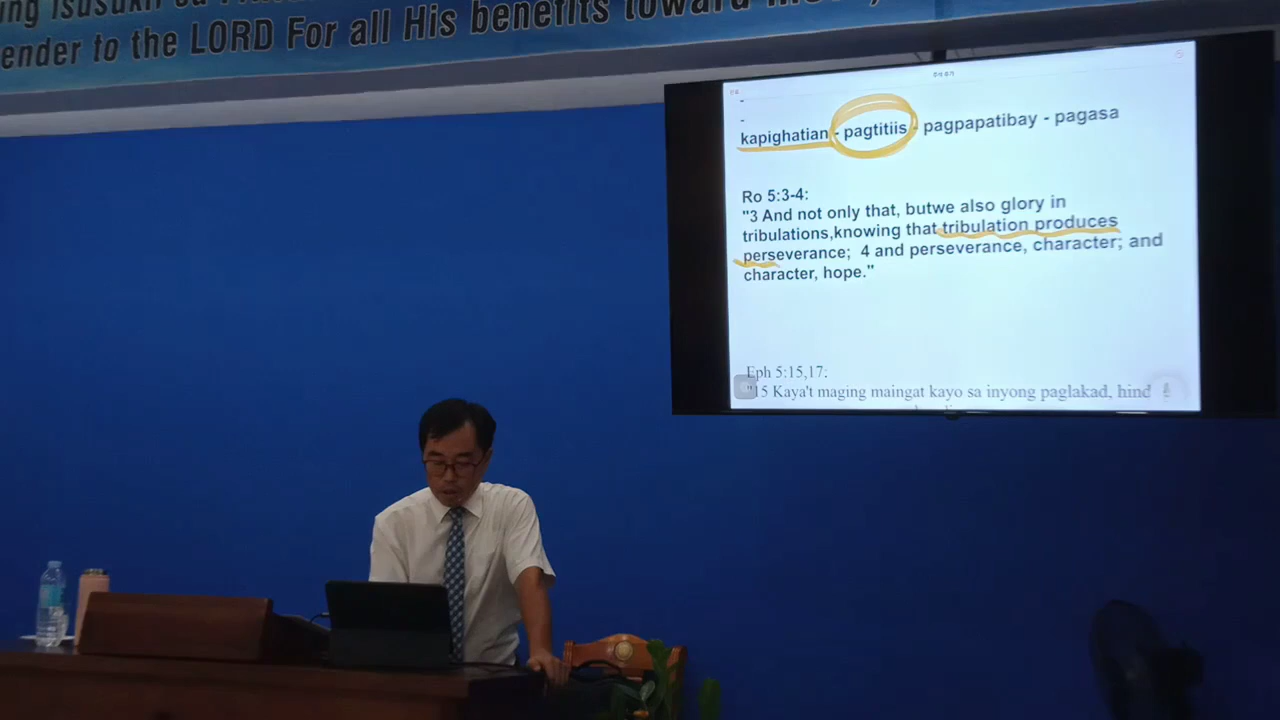 ender to the LORD For all His benefits toward
-
-
kapighatian - pagtitiis - pagpapatibay - pagasa
Ro 5:3-4:
"3 And not only that, butwe also glory in
tribulations,knowing that tribulation produces
perseverance; 4 and perseverance, character; and
character, hope."
Eph 5:15,17:
"15 Kaya't maging maingat kayo sa inyong paglakad, hind